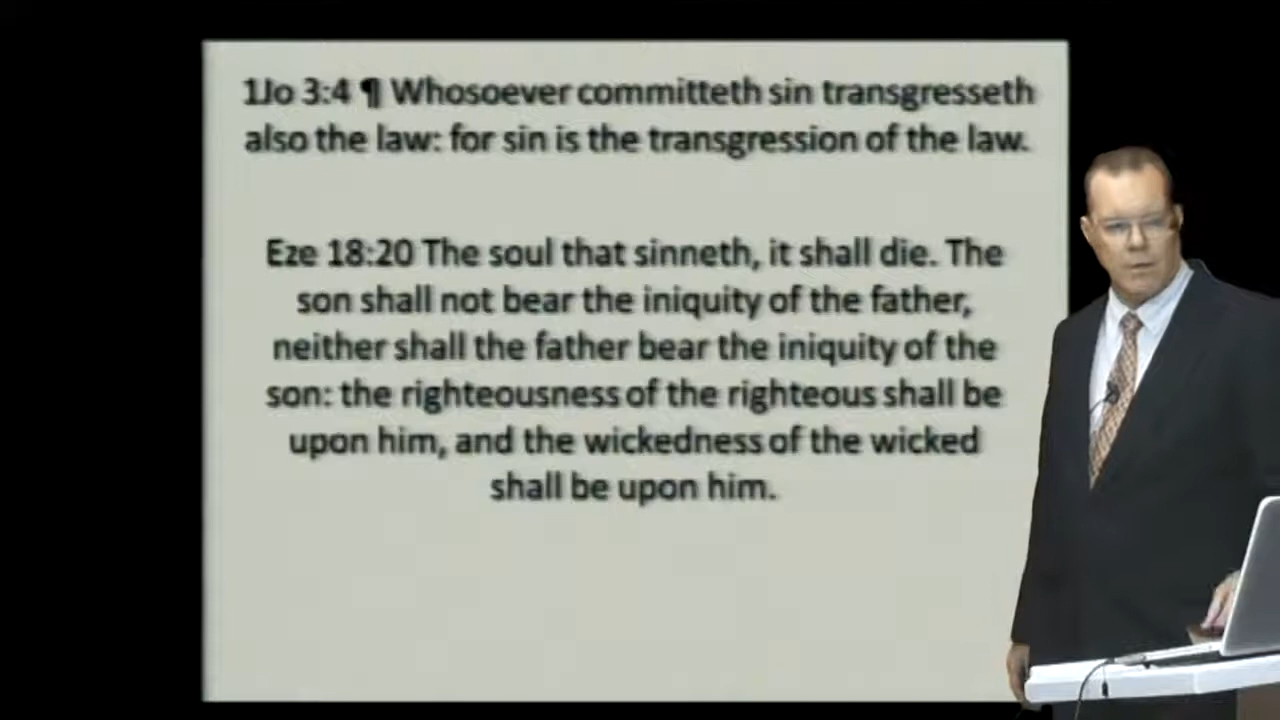 1Jo 3:4 ¶ Whosoever committeth sin transgresseth
also the law: for sin is the transgression of the law.
Eze 18:20 The soul that sinneth, it shall die. The
son shall not bear the iniquity of the father,
neither shall the father bear the iniquity of the
son: the righteousness of the righteous shall be
upon him, and the wickedness of the wicked
shall be upon him.